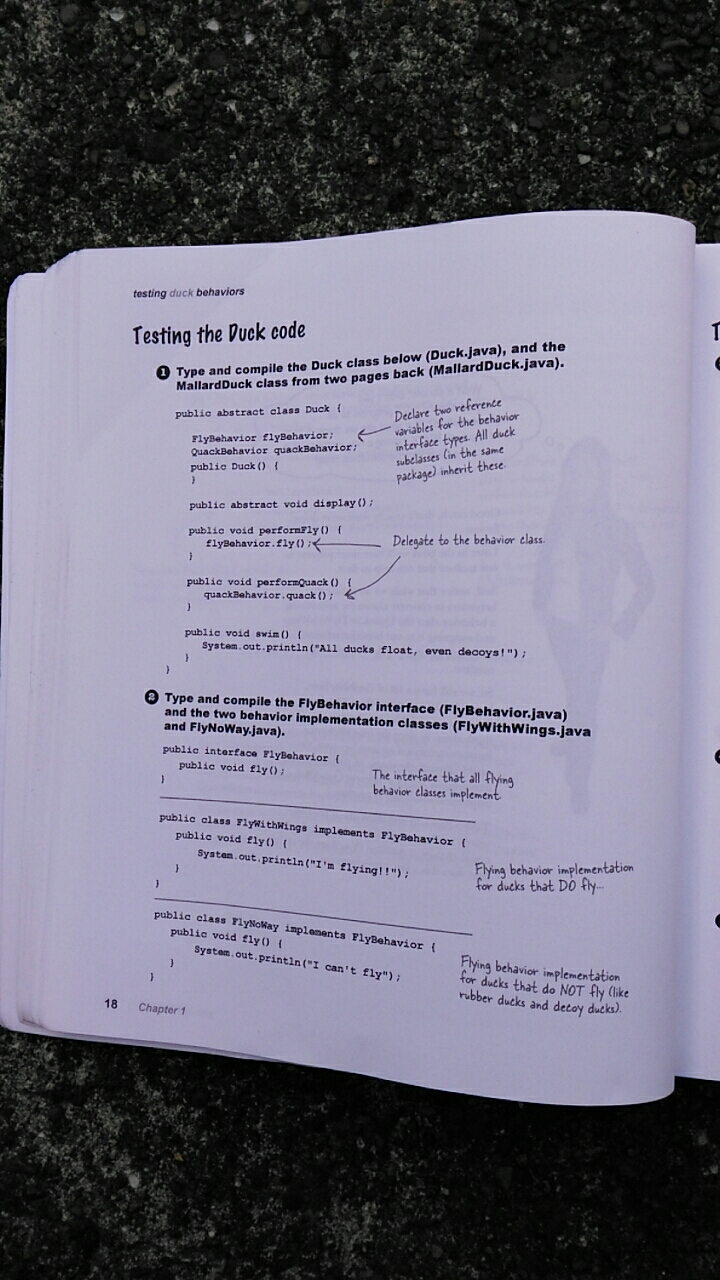 testing duck behaviors
Testing the Duck code
1 Type and compile the Duck class below (Duck.java), and the
MallardDuck class from two pages back (MallardDuck.java).
public abstract class Duck {
FlyBehavior flyBehavior;
QuackBehavior quackBehavior;
public Duck() {
}
Declare two reference
variables for the behavior
interface types. All duck
subclasses (in the same
package) inherit these.
public abstract void display();
public void performFly() {
flyBehavior.fly();
}
Delegate to the behavior class.
public void performQuack() {
quackBehavior.quack();
}
public void swim() {
System.out.println("All ducks float, even decoys!");
}
}
2 Type and compile the FlyBehavior interface (FlyBehavior.java)
and the two behavior implementation classes (FlyWithWings.java
and FlyNoWay.java).
public interface FlyBehavior {
public void fly();
}
The interface that all flying
behavior classes implement.
public class FlyWithWings implements FlyBehavior {
public void fly() {
System.out.println("I'm flying!!");
}
}
Flying behavior implementation
for ducks that DO fly...
public class FlyNoWay implements FlyBehavior {
public void fly() {
System.out.println("I can't fly");
}
}
Flying behavior implementation
for ducks that do NOT fly (like
rubber ducks and decoy ducks).
18 Chapter 1